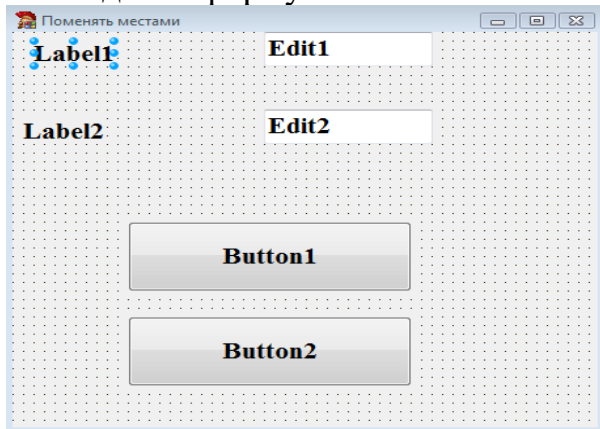 Поменять местами
Label1 Edit1
Label2 Edit2
Button1
Button2